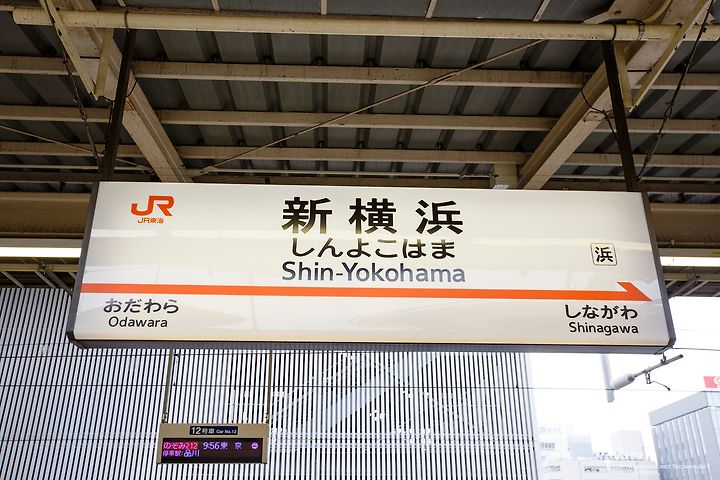 JR
JR東海
新横浜
しんよこはま
Shin-Yokohama
浜
おだわら
Odawara
しながわ
Shinagawa
12号車 Car No.12
のぞみ212 9:56 東京
停車駅:品川